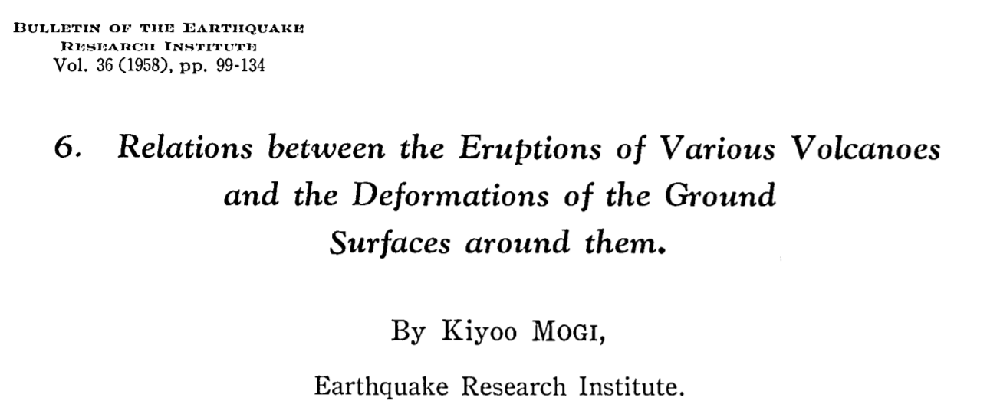 BULLETIN OF THE EARTHQUAKE
RESEARCH INSTITUTE
Vol. 36 (1958), pp. 99-134
6. Relations between the Eruptions of Various Volcanoes
and the Deformations of the Ground
Surfaces around them.
By Kiyoo MOGI,
Earthquake Research Institute.